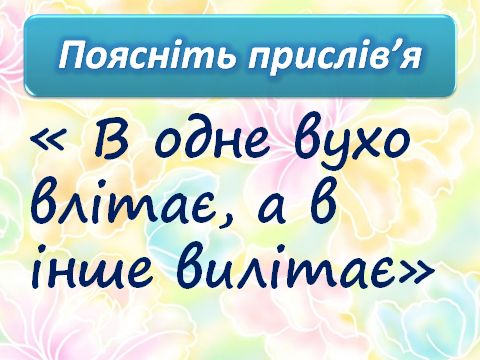 Поясніть прислів’я
« В одне вухо
влітає, а в
інше вилітає»